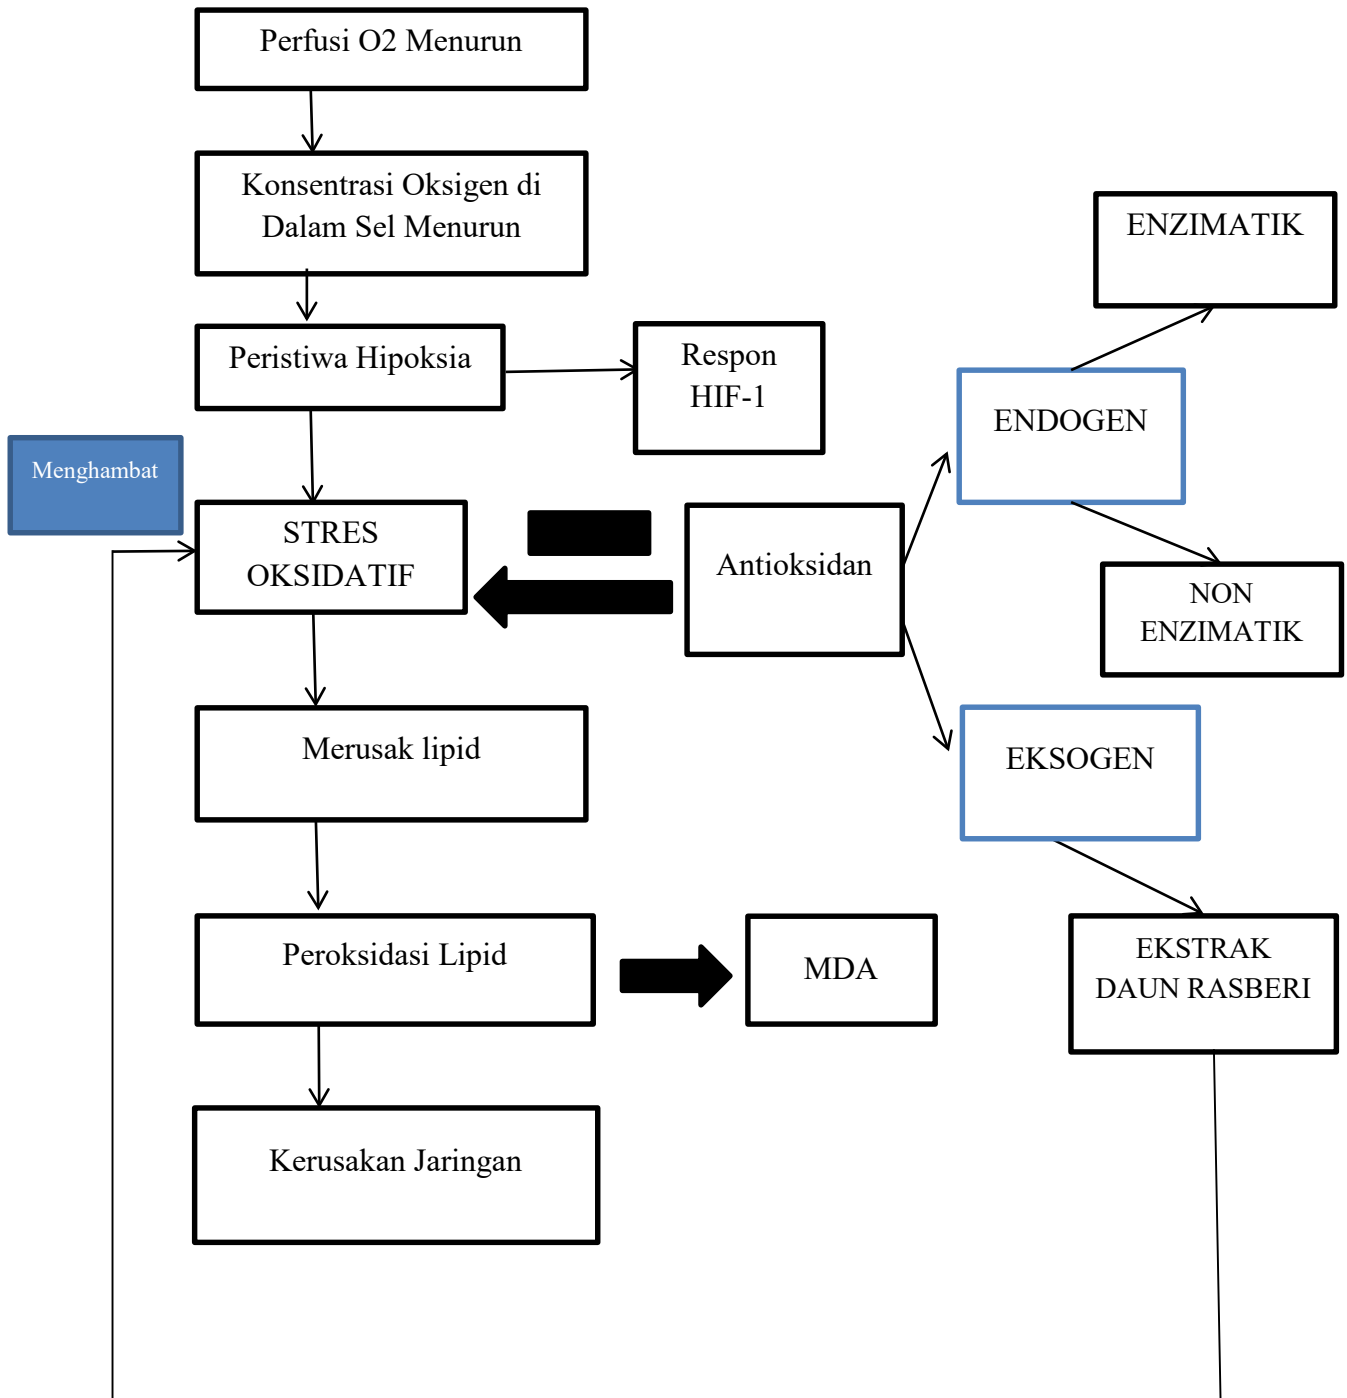 Perfusi O2 Menurun
Konsentrasi Oksigen di
Dalam Sel Menurun
ENZIMATIK
Peristiwa Hipoksia
Respon
HIF-1
ENDOGEN
Menghambat
STRES
OKSIDATIF
Antioksidan
NON
ENZIMATIK
Merusak lipid
EKSOGEN
Peroksidasi Lipid
MDA
EKSTRAK
DAUN RASBERI
Kerusakan Jaringan